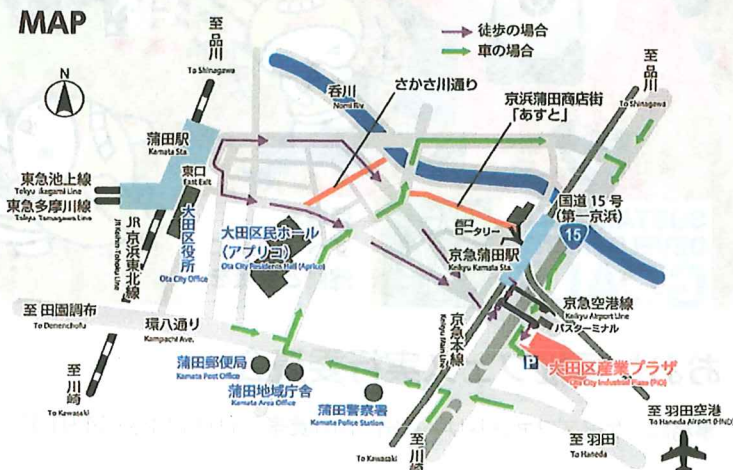 MAP
徒歩の場合
車の場合
N
至品川
To Shinagawa
呑川
Nomi Riv.
さかさ川通り
京浜蒲田商店街
「あすと」
至品川
To Shinagawa
蒲田駅
Kamata Sta.
東口
East Exit
東急池上線
Tokyu Ikegami Line
東急多摩川線
Tokyu Tamagawa Line
JR京浜東北線
JR Keihin-Tohoku Line
大田区役所
Ota City Office
大田区民ホール
(アプリコ)
Ota City Residents Hall (Aprico)
西口
ロータリー
国道15号
(第一京浜)
15
京急蒲田駅
Keikyu Kamata Sta.
京急空港線
Keikyu Airport Line
バスターミナル
京急本線
Keikyu Main Line
至 田園調布
To Denenchofu
環八通り
Kampachi Ave.
至川崎
To Kawasaki
蒲田郵便局
Kamata Post Office
蒲田地域庁舎
Kamata Area Office
蒲田警察署
Kamata Police Station
P
大田区産業プラザ
Ota City Industrial Plaza (PiO)
至川崎
To Kawasaki
至 羽田
To Haneda
至 羽田空港
To Haneda Airport (HND)